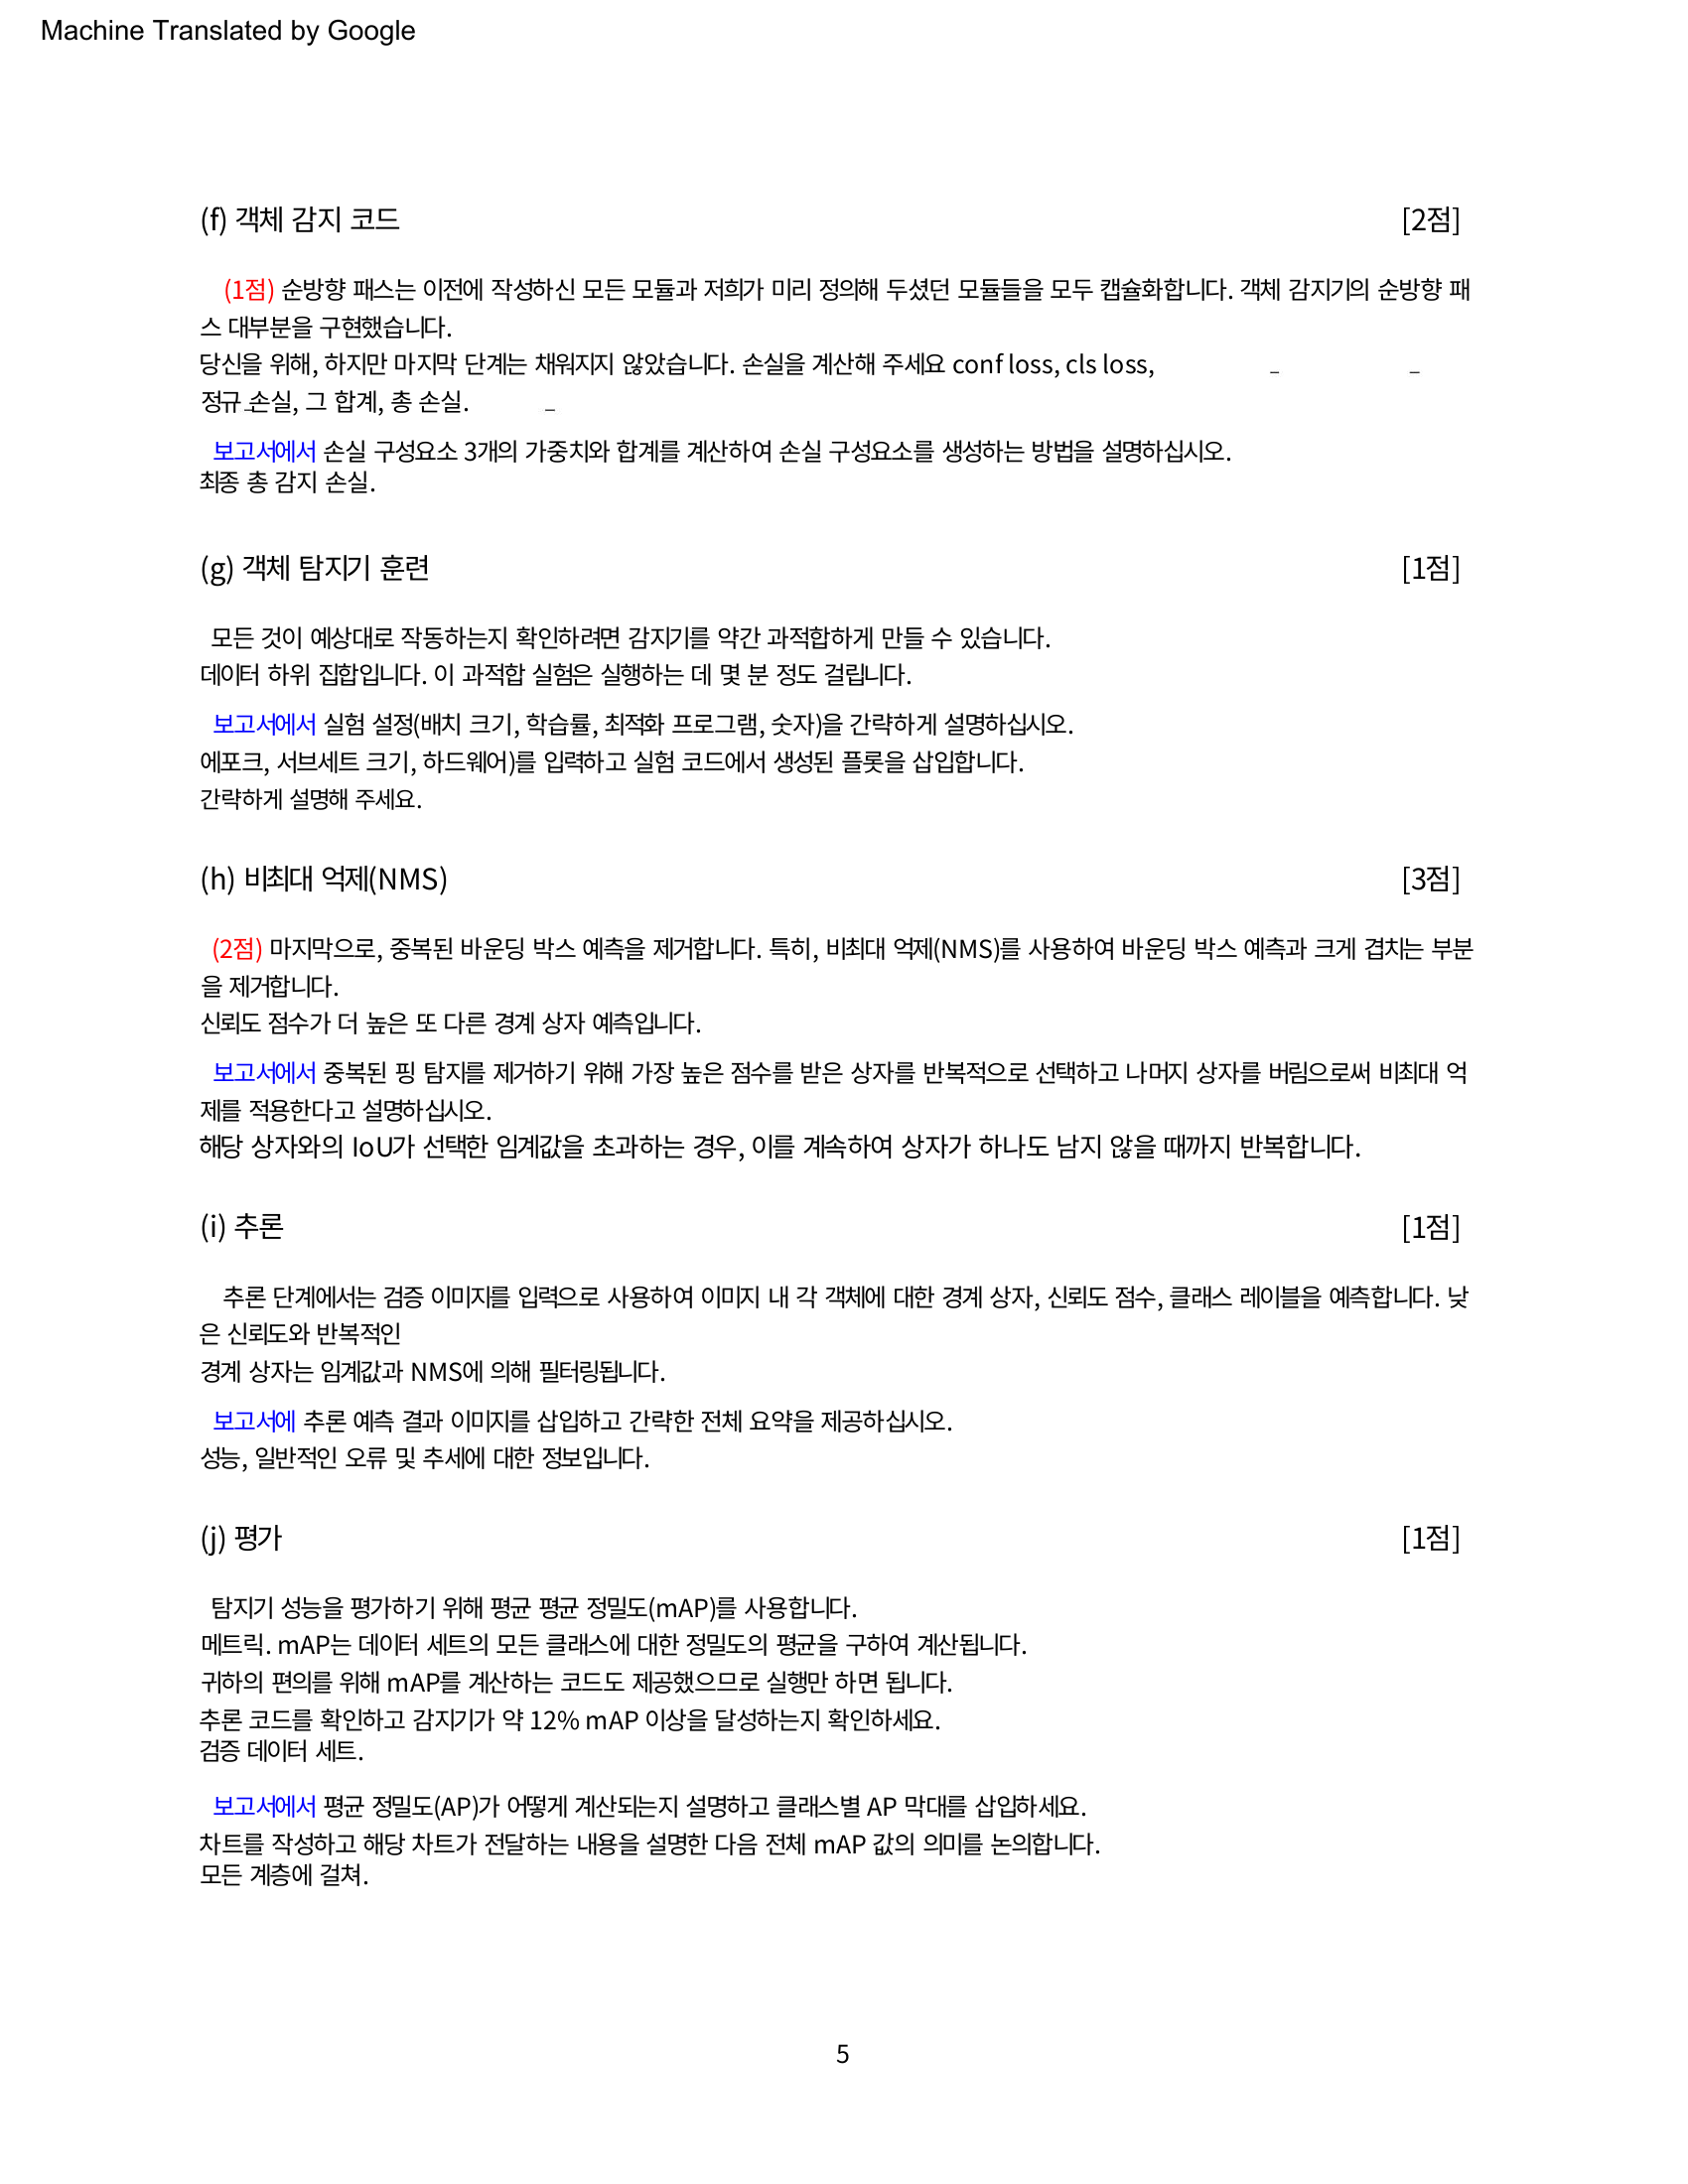 Machine Translated by Google
(f) 객체 감지 코드 [2점]
(1점) 순방향 패스는 이전에 작성하신 모든 모듈과 저희가 미리 정의해 두셨던 모듈들을 모두 캡슐화합니다. 객체 감지기의 순방향 패
스 대부분을 구현했습니다.
당신을 위해, 하지만 마지막 단계는 채워지지 않았습니다. 손실을 계산해 주세요 conf loss, cls loss, _ _
정규_손실, 그 합계, 총 손실. _
보고서에서 손실 구성요소 3개의 가중치와 합계를 계산하여 손실 구성요소를 생성하는 방법을 설명하십시오.
최종 총 감지 손실.
(g) 객체 탐지기 훈련 [1점]
모든 것이 예상대로 작동하는지 확인하려면 감지기를 약간 과적합하게 만들 수 있습니다.
데이터 하위 집합입니다. 이 과적합 실험은 실행하는 데 몇 분 정도 걸립니다.
보고서에서 실험 설정(배치 크기, 학습률, 최적화 프로그램, 숫자)을 간략하게 설명하십시오.
에포크, 서브세트 크기, 하드웨어)를 입력하고 실험 코드에서 생성된 플롯을 삽입합니다.
간략하게 설명해 주세요.
(h) 비최대 억제(NMS) [3점]
(2점) 마지막으로, 중복된 바운딩 박스 예측을 제거합니다. 특히, 비최대 억제(NMS)를 사용하여 바운딩 박스 예측과 크게 겹치는 부분
을 제거합니다.
신뢰도 점수가 더 높은 또 다른 경계 상자 예측입니다.
보고서에서 중복된 핑 탐지를 제거하기 위해 가장 높은 점수를 받은 상자를 반복적으로 선택하고 나머지 상자를 버림으로써 비최대 억
제를 적용한다고 설명하십시오.
해당 상자와의 IoU가 선택한 임계값을 초과하는 경우, 이를 계속하여 상자가 하나도 남지 않을 때까지 반복합니다.
(i) 추론 [1점]
추론 단계에서는 검증 이미지를 입력으로 사용하여 이미지 내 각 객체에 대한 경계 상자, 신뢰도 점수, 클래스 레이블을 예측합니다. 낮
은 신뢰도와 반복적인
경계 상자는 임계값과 NMS에 의해 필터링됩니다.
보고서에 추론 예측 결과 이미지를 삽입하고 간략한 전체 요약을 제공하십시오.
성능, 일반적인 오류 및 추세에 대한 정보입니다.
(j) 평가 [1점]
탐지기 성능을 평가하기 위해 평균 평균 정밀도(mAP)를 사용합니다.
메트릭. mAP는 데이터 세트의 모든 클래스에 대한 정밀도의 평균을 구하여 계산됩니다.
귀하의 편의를 위해 mAP를 계산하는 코드도 제공했으므로 실행만 하면 됩니다.
추론 코드를 확인하고 감지기가 약 12% mAP 이상을 달성하는지 확인하세요.
검증 데이터 세트.
보고서에서 평균 정밀도(AP)가 어떻게 계산되는지 설명하고 클래스별 AP 막대를 삽입하세요.
차트를 작성하고 해당 차트가 전달하는 내용을 설명한 다음 전체 mAP 값의 의미를 논의합니다.
모든 계층에 걸쳐.
5